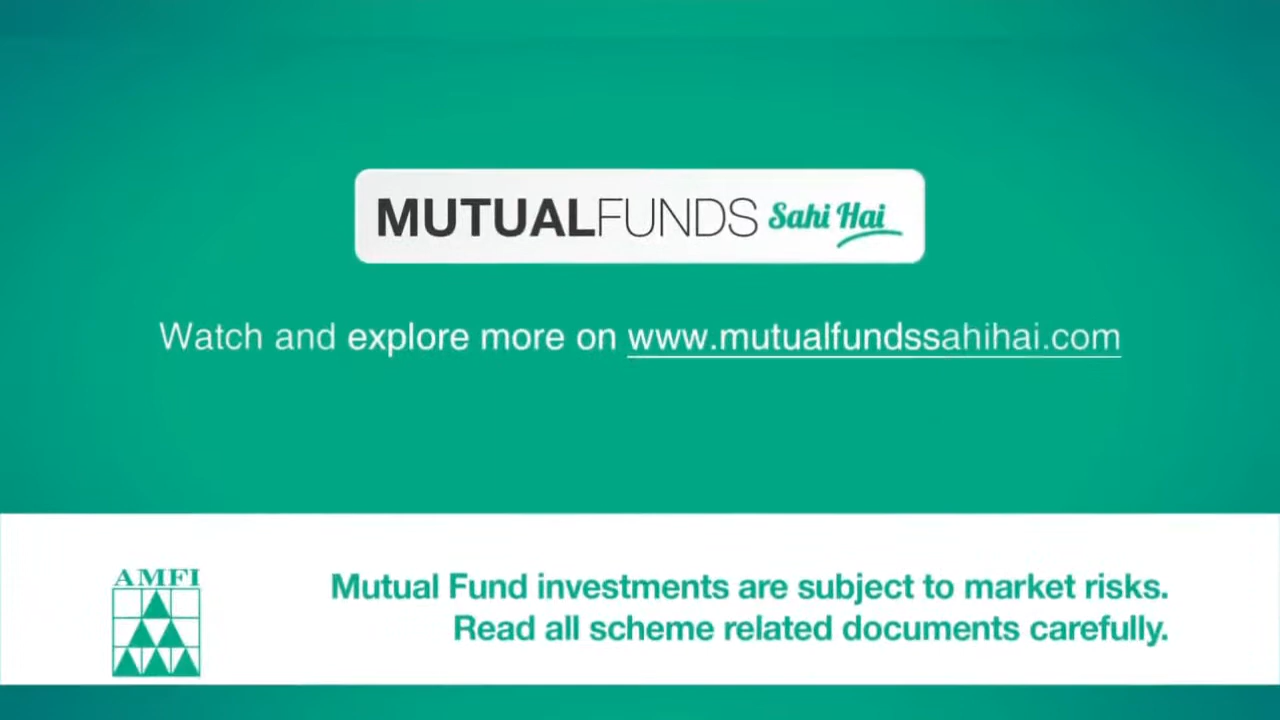 MUTUALFUNDS Sahi Hai
Watch and explore more on www.mutualfundssahihai.com
AMFI
Mutual Fund investments are subject to market risks.
Read all scheme related documents carefully.